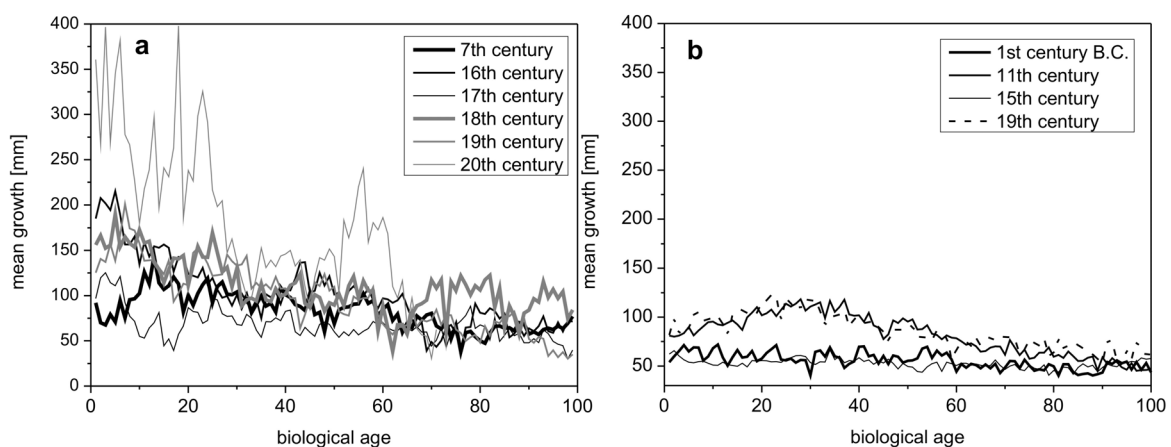 a
7th century
16th century
17th century
18th century
19th century
20th century
mean growth [mm]
400
350
300
250
200
150
100
50
0
0 20 40 60 80 100
biological age
b
1st century B.C.
11th century
15th century
19th century
mean growth [mm]
400
350
300
250
200
150
100
50
0 20 40 60 80 100
biological age